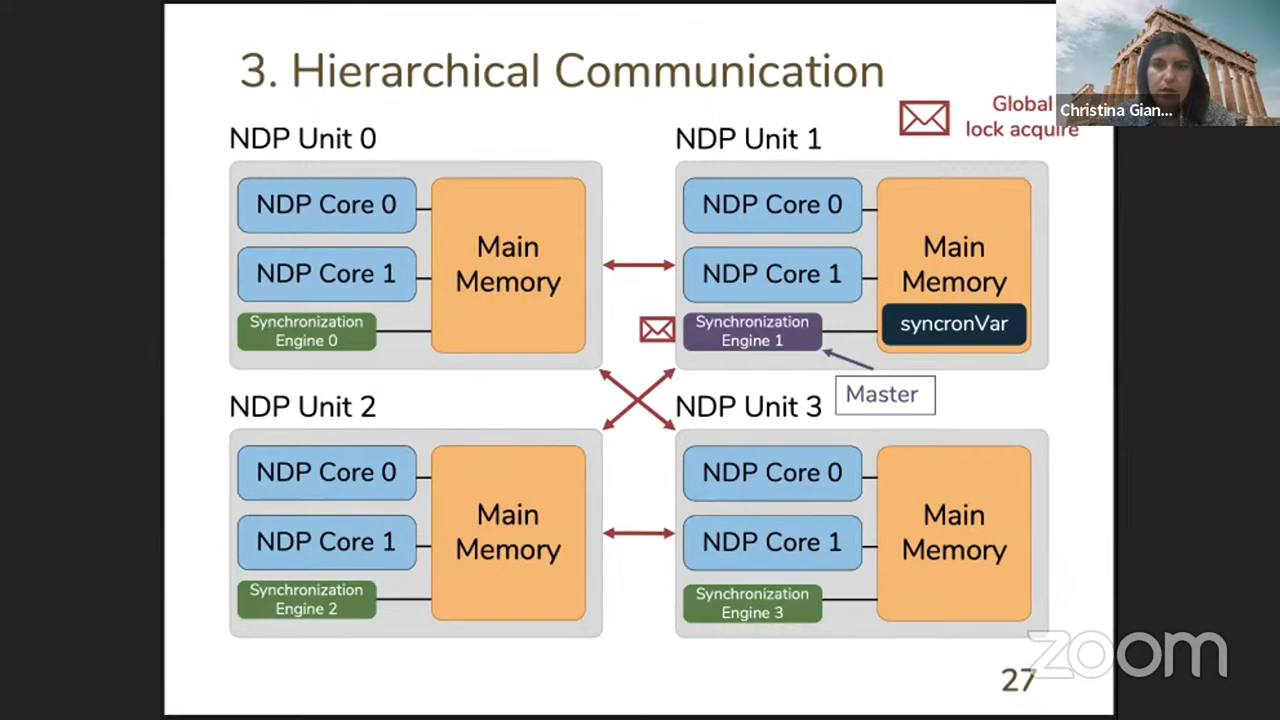 3. Hierarchical Communication
Global
lock acquire
Christina Gian...
NDP Unit 0
NDP Core 0
NDP Core 1
Synchronization
Engine 0
Main
Memory
NDP Unit 1
NDP Core 0
NDP Core 1
Synchronization
Engine 1
Main
Memory
syncronVar
Master
NDP Unit 2
NDP Core 0
NDP Core 1
Synchronization
Engine 2
Main
Memory
NDP Unit 3
NDP Core 0
NDP Core 1
Synchronization
Engine 3
Main
Memory
zoom
27